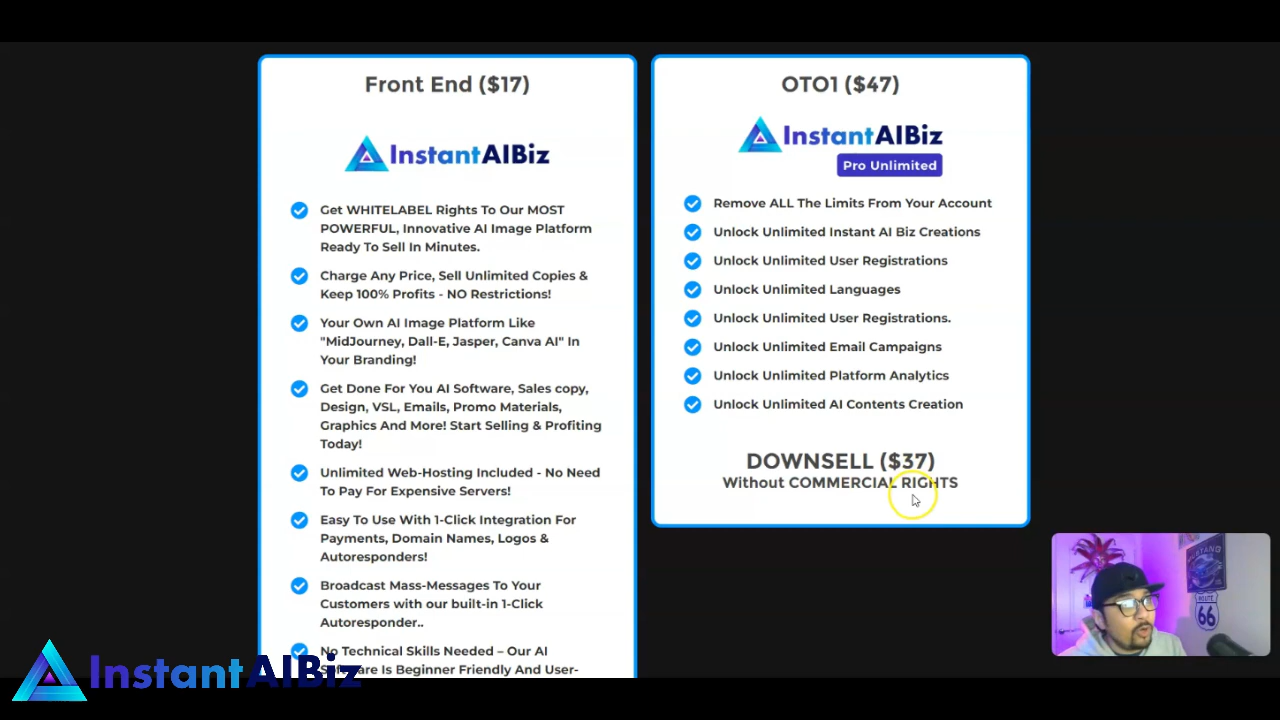 Front End ($17)
InstantAIBiz
Get WHITELABEL Rights To Our MOST
POWERFUL, Innovative AI Image Platform
Ready To Sell In Minutes.
Charge Any Price, Sell Unlimited Copies &
Keep 100% Profits - NO Restrictions!
Your Own AI Image Platform Like
"MidJourney, Dall-E, Jasper, Canva AI" In
Your Branding!
Get Done For You AI Software, Sales copy,
Design, VSL, Emails, Promo Materials,
Graphics And More! Start Selling & Profiting
Today!
Unlimited Web-Hosting Included - No Need
To Pay For Expensive Servers!
Easy To Use With 1-Click Integration For
Payments, Domain Names, Logos &
Autoresponders!
Broadcast Mass-Messages To Your
Customers with our built-in 1-Click
Autoresponder..
No Technical Skills Needed – Our AI
Software Is Beginner Friendly And User-
OTO1 ($47)
InstantAIBiz
Pro Unlimited
Remove ALL The Limits From Your Account
Unlock Unlimited Instant AI Biz Creations
Unlock Unlimited User Registrations
Unlock Unlimited Languages
Unlock Unlimited User Registrations.
Unlock Unlimited Email Campaigns
Unlock Unlimited Platform Analytics
Unlock Unlimited AI Contents Creation
DOWNSELL ($37)
Without COMMERCIAL RIGHTS
MUSTANG
ROUTE
66
InstantAIBiz